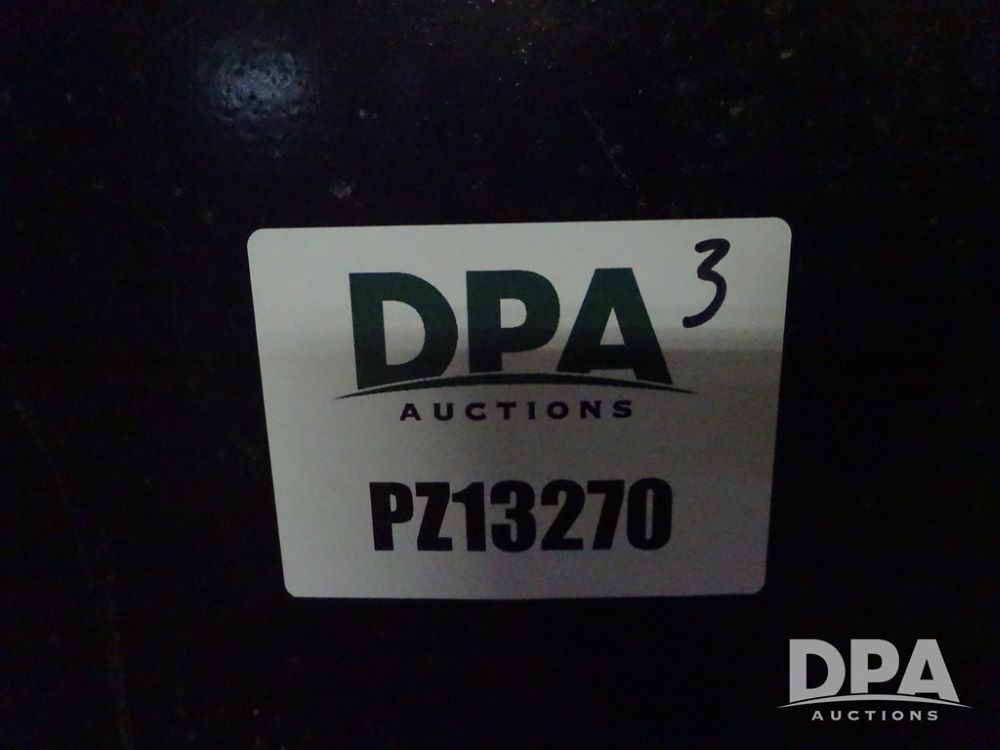 DPA 3
AUCTIONS
PZ13270
DPA
AUCTIONS